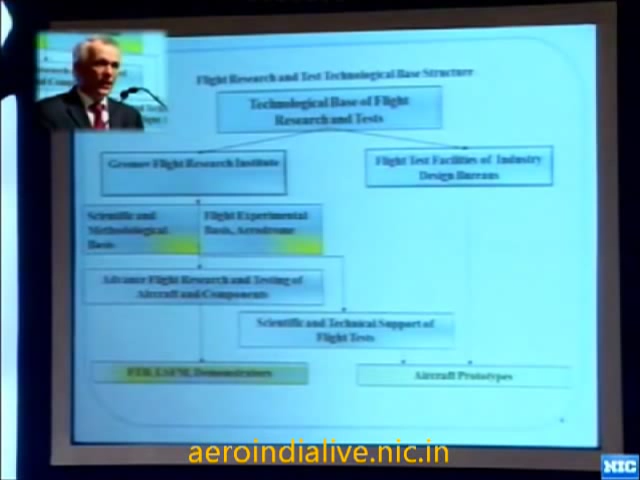 Flight Research and Test Technological Base Structure
Technological Base of Flight
Research and Tests
Gromov Flight Research Institute
Flight Test Facilities of Industry
Design Bureaus
Scientific and
Methodological
Basis
Flight Experimental
Basis, Aerodrome
Advance Flight Research and Testing of
Aircraft and Components
Scientific and Technical Support of
Flight Tests
Demonstrators
Aircraft Prototypes
aeroindialive.nic.in
NIC